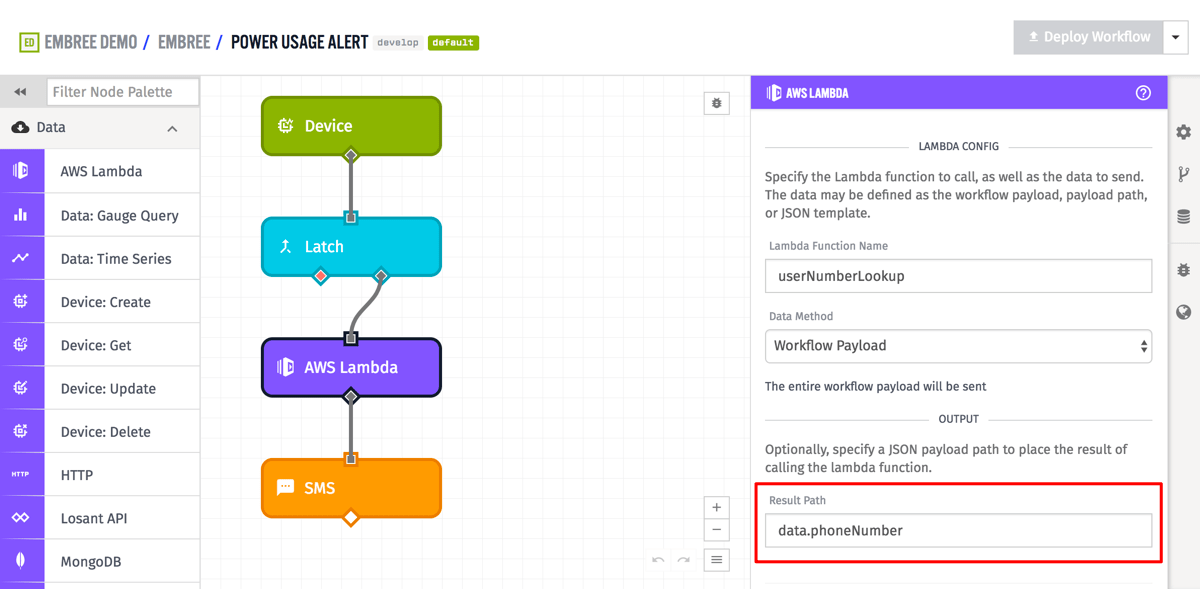 ED EMBREE DEMO / EMBREE / POWER USAGE ALERT develop default
Deploy Workflow
Filter Node Palette
Data
AWS Lambda
Data: Gauge Query
Data: Time Series
Device: Create
Device: Get
Device: Update
Device: Delete
HTTP HTTP
Losant API
MongoDB
Device
Latch
AWS Lambda
SMS
AWS LAMBDA
LAMBDA CONFIG
Specify the Lambda function to call, as well as the data to send.
The data may be defined as the workflow payload, payload path,
or JSON template.
Lambda Function Name
userNumberLookup
Data Method
Workflow Payload
The entire workflow payload will be sent
OUTPUT
Optionally, specify a JSON payload path to place the result of
calling the lambda function.
Result Path
data.phoneNumber